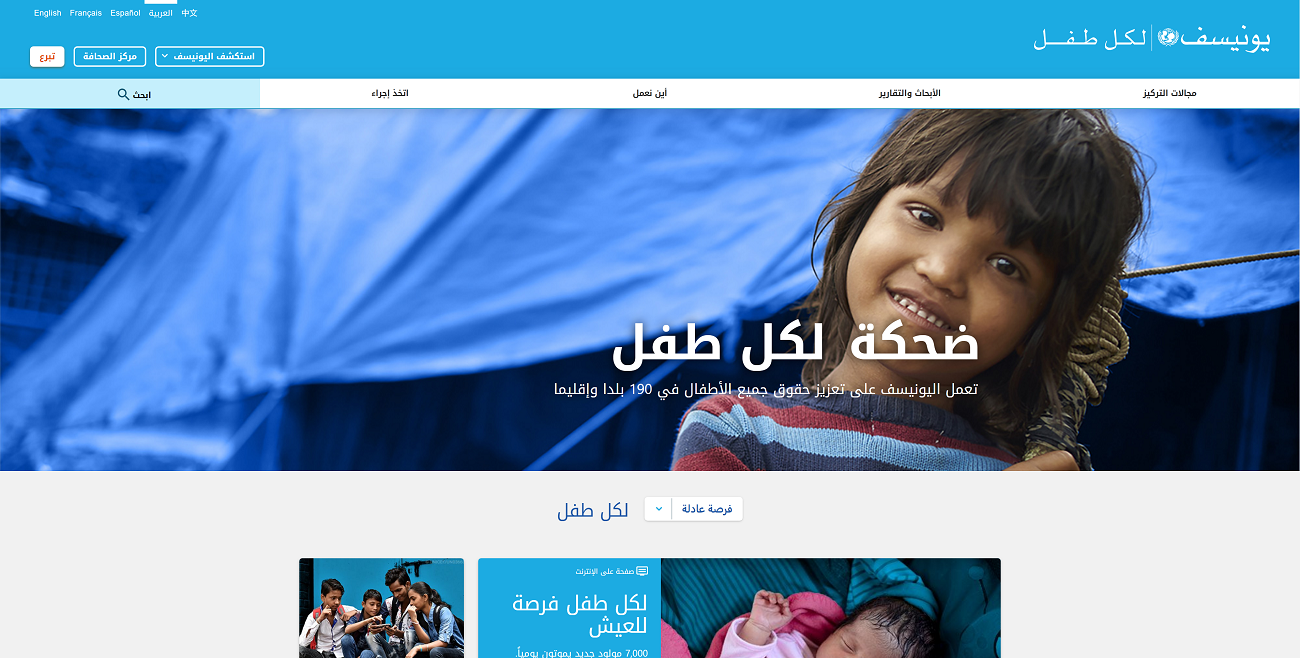 English Français Español العربية 中文
يونيسف | لكل طفل
استكشف اليونيسف
مركز الصحافة
تبرع
مجالات التركيز
الأبحاث والتقارير
أين نعمل
اتخذ إجراء
ابحث
ضحكة لكل طفل
تعمل اليونيسف على تعزيز حقوق جميع الأطفال في 190 بلدا وإقليما
فرصة عادلة
لكل طفل
صفحة على الإنترنت
لكل طفل فرصة
للعيش
7,000 مولود جديد يموتون يومياً.